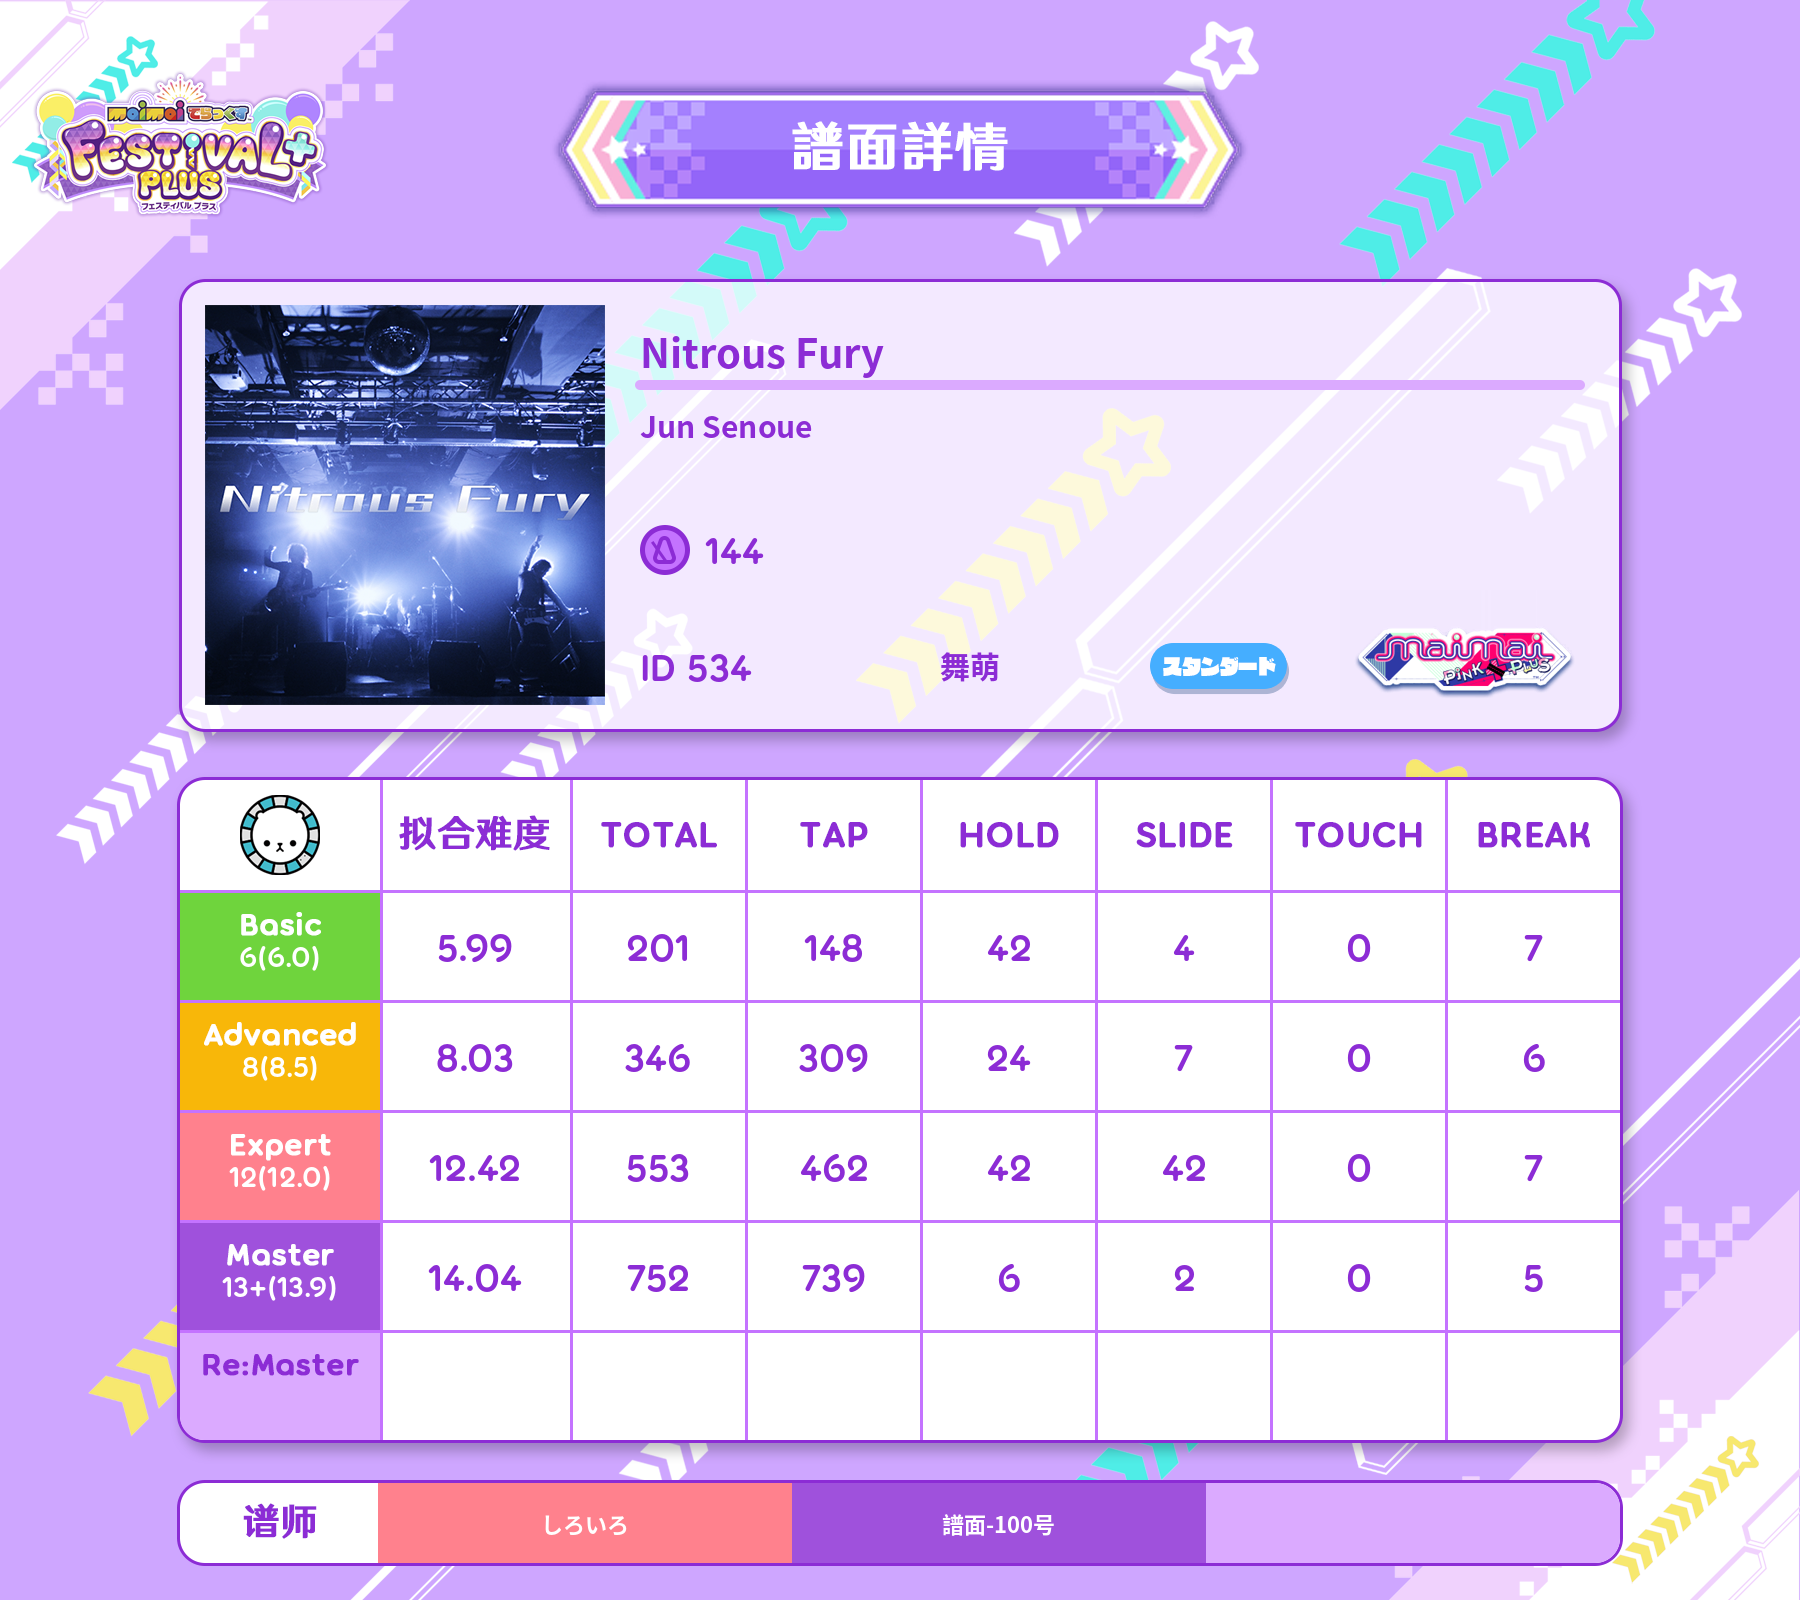 maimai でらっくす
FESTiVAL+
PLUS
フェスティバル プラス
譜面詳情
Nitrous Fury
Nitrous Fury
Jun Senoue
144
ID 534
舞萌
スタンダード
maimai
PiNK PLUS
拟合难度 TOTAL TAP HOLD SLIDE TOUCH BREAK
Basic
6(6.0) 5.99 201 148 42 4 0 7
Advanced
8(8.5) 8.03 346 309 24 7 0 6
Expert
12(12.0) 12.42 553 462 42 42 0 7
Master
13+(13.9) 14.04 752 739 6 2 0 5
Re:Master
谱师 しろいろ 譜面-100号